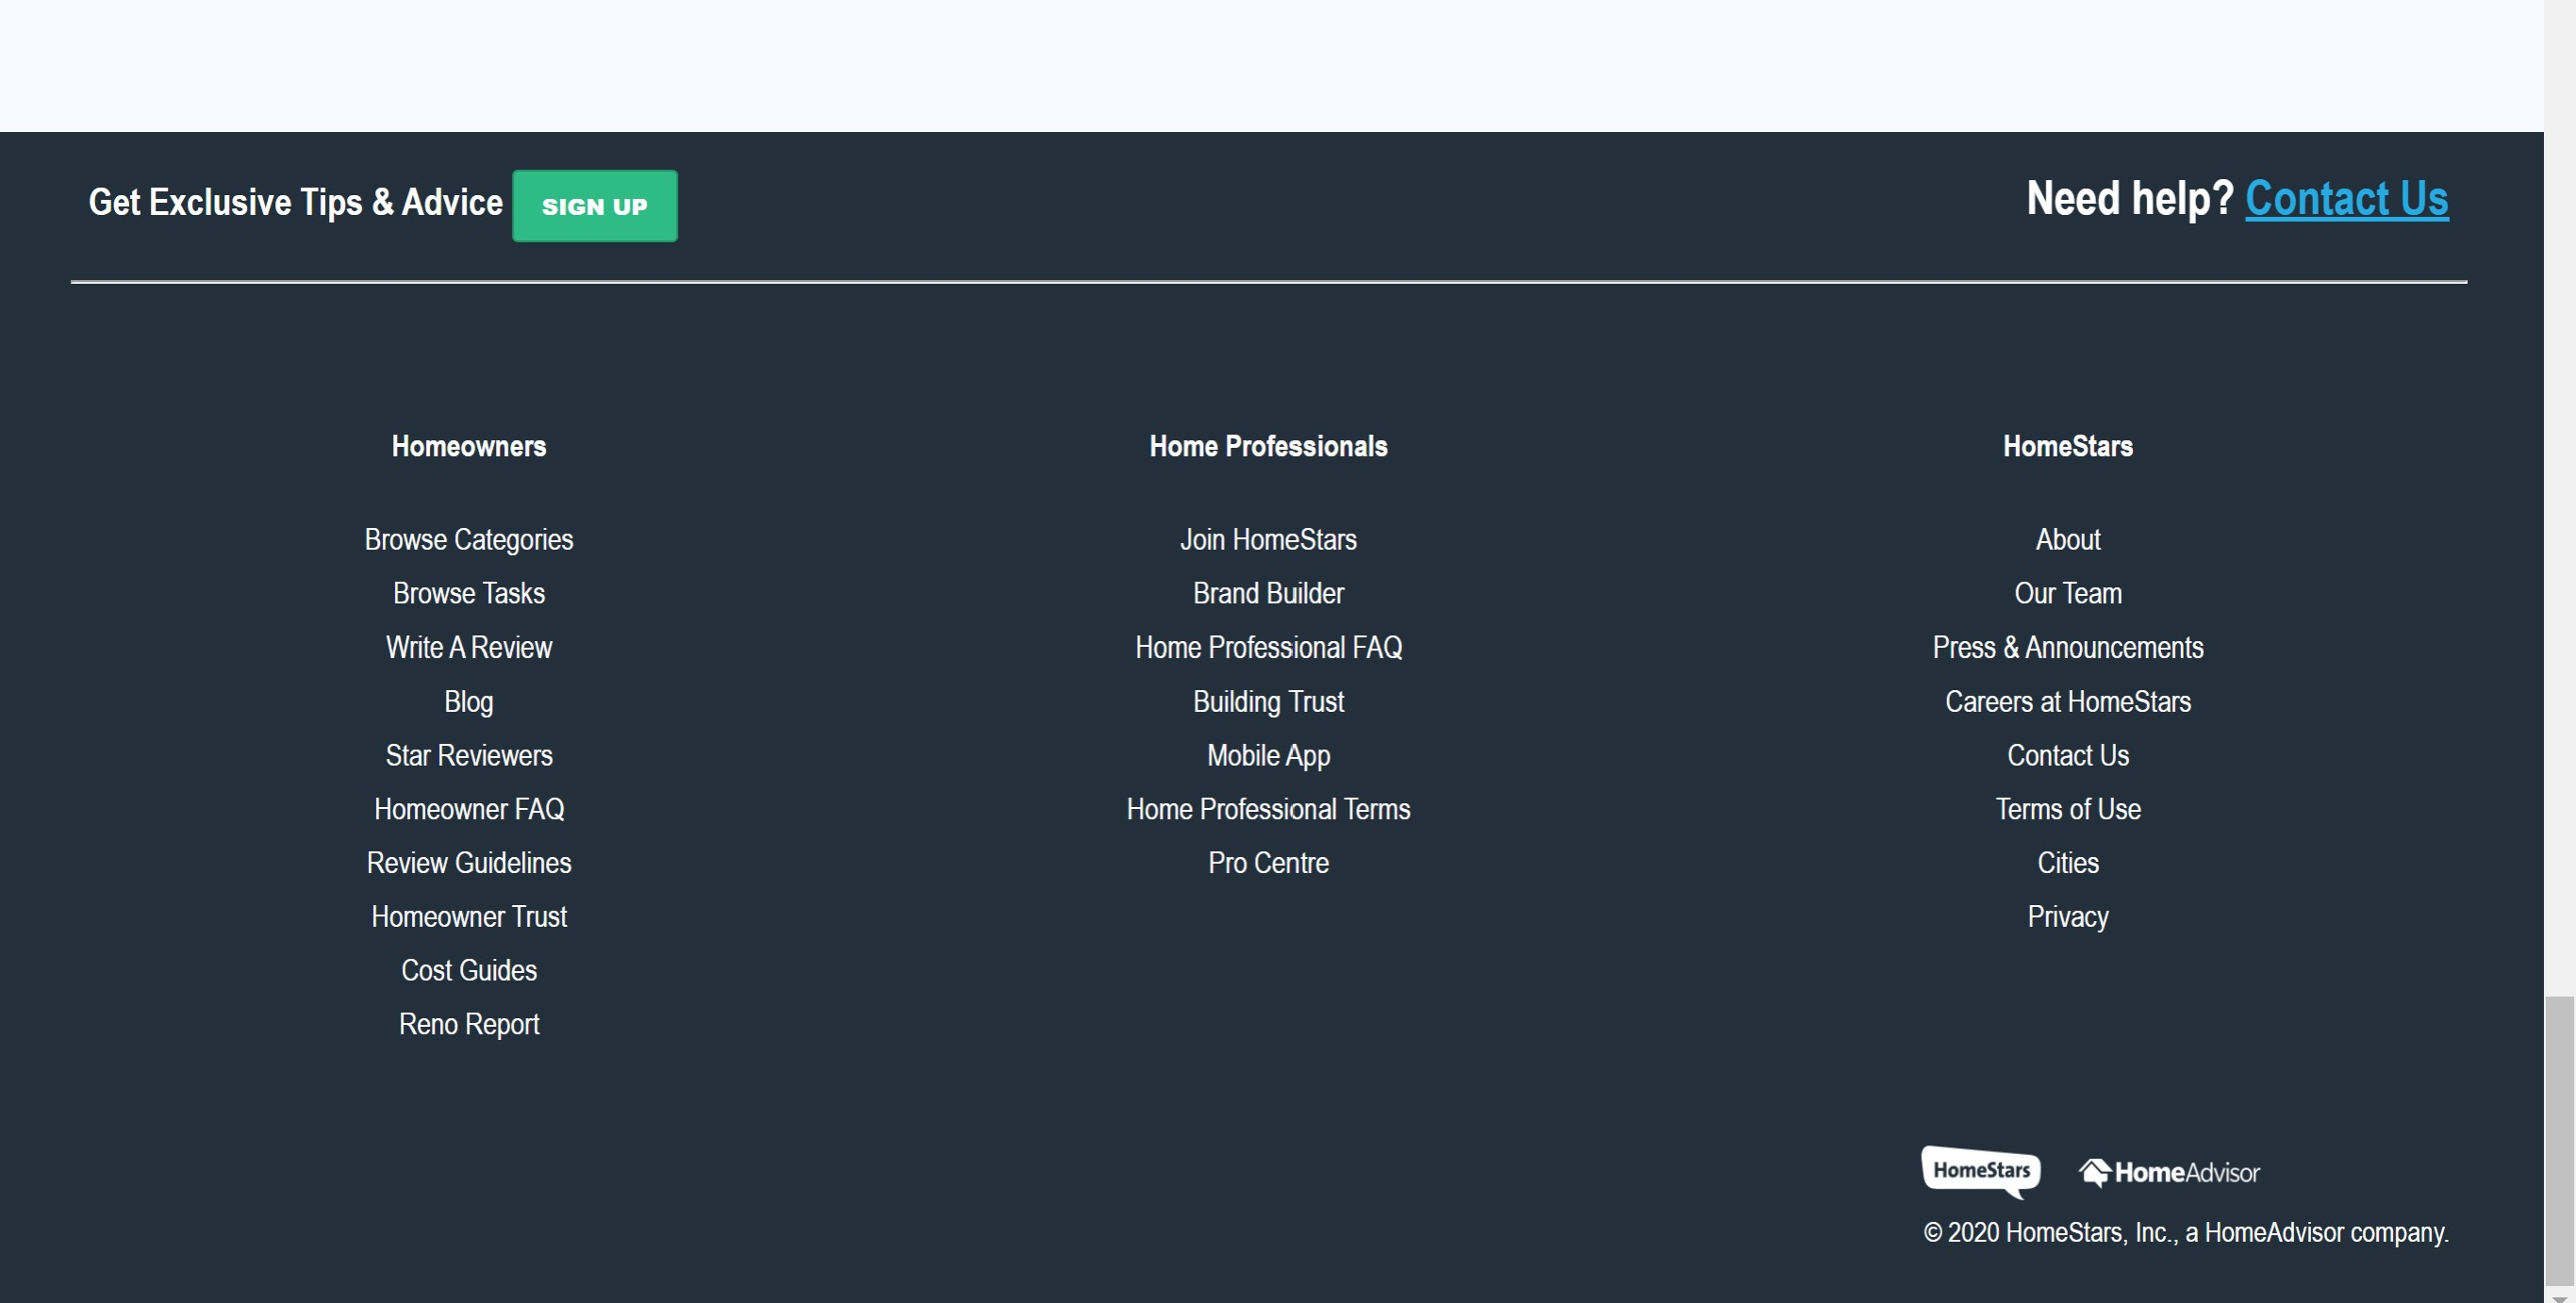 Get Exclusive Tips & Advice SIGN UP
Need help? Contact Us
Homeowners
Browse Categories
Browse Tasks
Write A Review
Blog
Star Reviewers
Homeowner FAQ
Review Guidelines
Homeowner Trust
Cost Guides
Reno Report
Home Professionals
Join HomeStars
Brand Builder
Home Professional FAQ
Building Trust
Mobile App
Home Professional Terms
Pro Centre
HomeStars
About
Our Team
Press & Announcements
Careers at HomeStars
Contact Us
Terms of Use
Cities
Privacy
HomeStars HomeAdvisor
© 2020 HomeStars, Inc., a HomeAdvisor company.